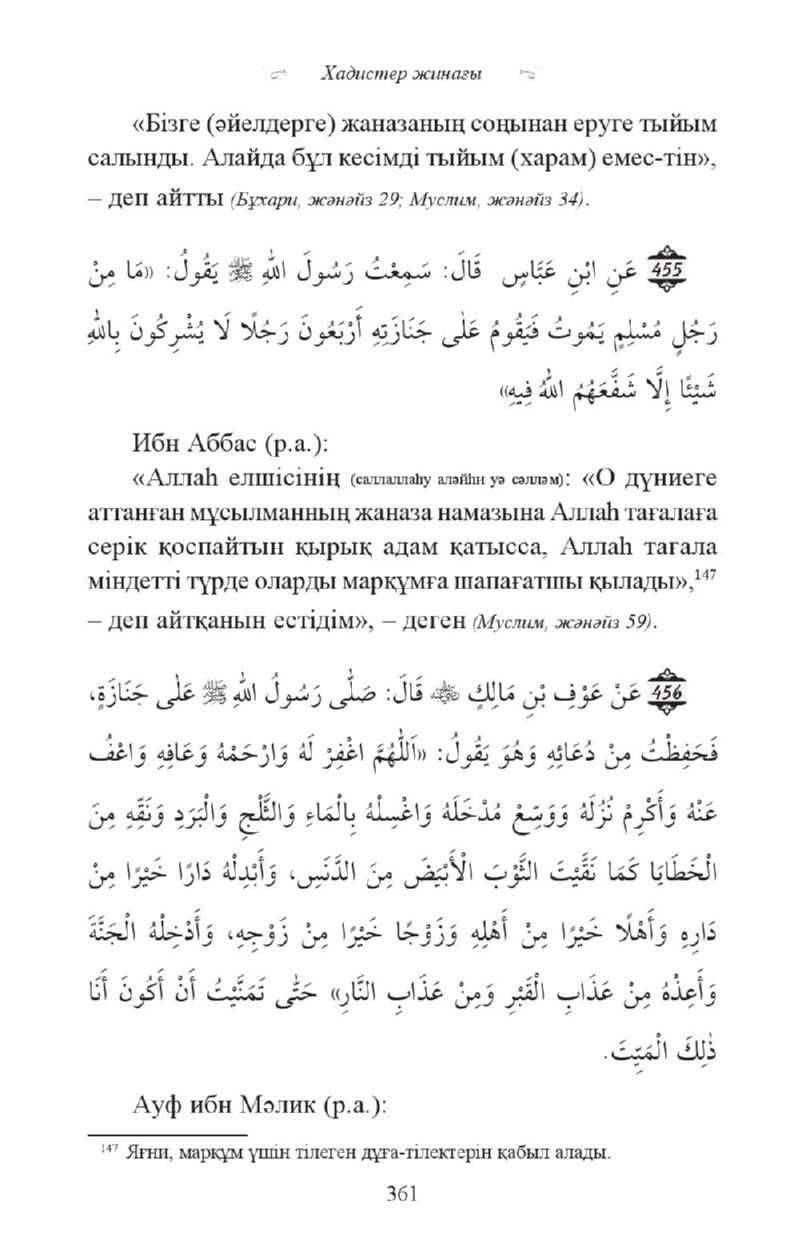 Хадистер жинағы
«Бізге (әйелдерге) жаназаның соңынан еруге тыйым
салынды. Алайда бұл кесімді тыйым (харам) емес-тін»,
– деп айтты (Бұхари, жәнәйз 29; Муслим, жәнәйз 34).
455 عَنِ ابْنِ عَبَّاسٍ قَالَ: سَمِعْتُ رَسُولَ اللهِ ﷺ يَقُولُ: «مَا مِنْ
رَجُلٍ مُسْلِمٍ يَمُوتُ فَيَقُومُ عَلٰى جَنَازَتِهِ أَرْبَعُونَ رَجُلًا لَا يُشْرِكُونَ بِاللهِ
شَيْئًا إِلَّا شَفَّعَهُمُ اللهُ فِيهِ»
Ибн Аббас (р.а.):
«Аллаһ елшісінің (саллаллаһу аләйһи уә сәлләм): «О дүниеге
аттанған мұсылманның жаназа намазына Аллаһ тағалаға
серік қоспайтын қырық адам қатысса, Аллаһ тағала
міндетті түрде оларды марқұмға шапағатшы қылады»,¹⁴⁷
– деп айтқанын естідім», – деген (Муслим, жәнәйз 59).
456 عَنْ عَوْفِ بْنِ مَالِكٍ ﷺ قَالَ: صَلَّى رَسُولُ اللهِ ﷺ عَلٰى جَنَازَةٍ،
فَحَفِظْتُ مِنْ دُعَائِهِ وَهُوَ يَقُولُ: «اَللّٰهُمَّ اغْفِرْ لَهُ وَارْحَمْهُ وَعَافِهِ وَاعْفُ
عَنْهُ وَأَكْرِمْ نُزُلَهُ وَوَسِّعْ مُدْخَلَهُ وَاغْسِلْهُ بِالْمَاءِ وَالثَّلْجِ وَالْبَرَدِ وَنَقِّهِ مِنَ
الْخَطَايَا كَمَا نَقَّيْتَ الثَّوْبَ الْأَبْيَضَ مِنَ الدَّنَسِ، وَأَبْدِلْهُ دَارًا خَيْرًا مِنْ
دَارِهِ وَأَهْلًا خَيْرًا مِنْ أَهْلِهِ وَزَوْجًا خَيْرًا مِنْ زَوْجِهِ، وَأَدْخِلْهُ الْجَنَّةَ
وَأَعِذْهُ مِنْ عَذَابِ الْقَبْرِ وَمِنْ عَذَابِ النَّارِ» حَتّٰى تَمَنَّيْتُ أَنْ أَكُونَ أَنَا
ذٰلِكَ الْمَيِّتَ.
Ауф ибн Мәлик (р.а.):
¹⁴⁷ Яғни, марқұм үшін тілеген дұға-тілектерін қабыл алады.
361